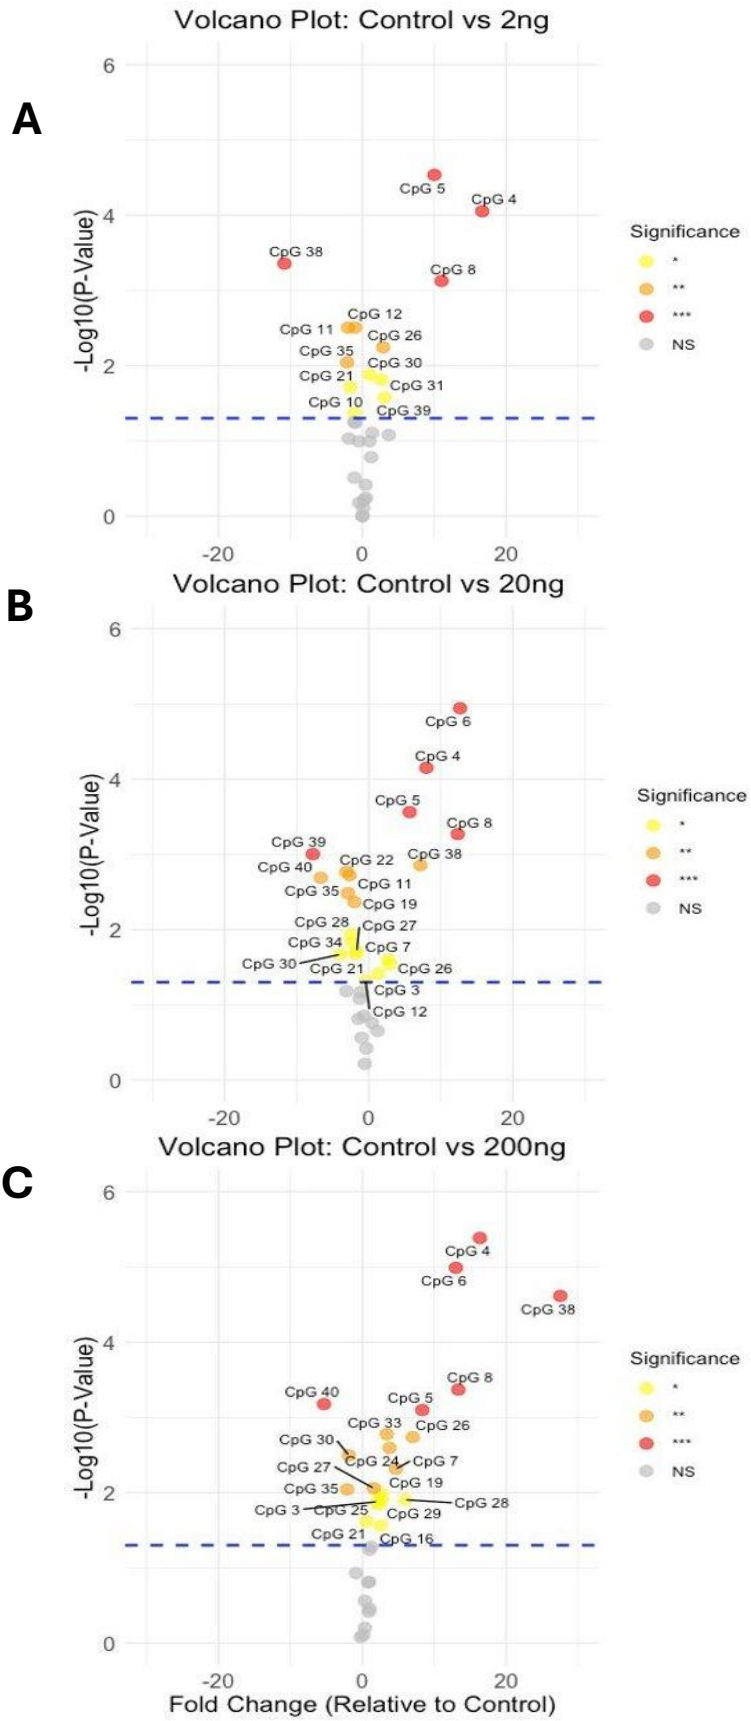 Volcano Plot: Control vs 2ng
A
6
4
2
0
-Log10(P-Value)
CpG 5
CpG 4
CpG 38
CpG 8
CpG 12
CpG 11
CpG 26
CpG 35
CpG 30
CpG 21
CpG 31
CpG 10
CpG 39
Significance
*
**
***
NS
-20 0 20
Volcano Plot: Control vs 20ng
B
6
4
2
0
-Log10(P-Value)
CpG 6
CpG 4
CpG 5
CpG 8
CpG 39
CpG 22
CpG 38
CpG 40
CpG 11
CpG 35
CpG 19
CpG 28
CpG 27
CpG 34
CpG 7
CpG 30
CpG 21
CpG 26
CpG 3
CpG 12
Significance
*
**
***
NS
-20 0 20
Volcano Plot: Control vs 200ng
C
6
4
2
0
-Log10(P-Value)
CpG 4
CpG 6
CpG 38
CpG 8
CpG 40
CpG 5
CpG 33
CpG 26
CpG 30
CpG 24
CpG 7
CpG 27
CpG 19
CpG 35
CpG 28
CpG 3
CpG 25
CpG 29
CpG 21
CpG 16
Significance
*
**
***
NS
-20 0 20
Fold Change (Relative to Control)